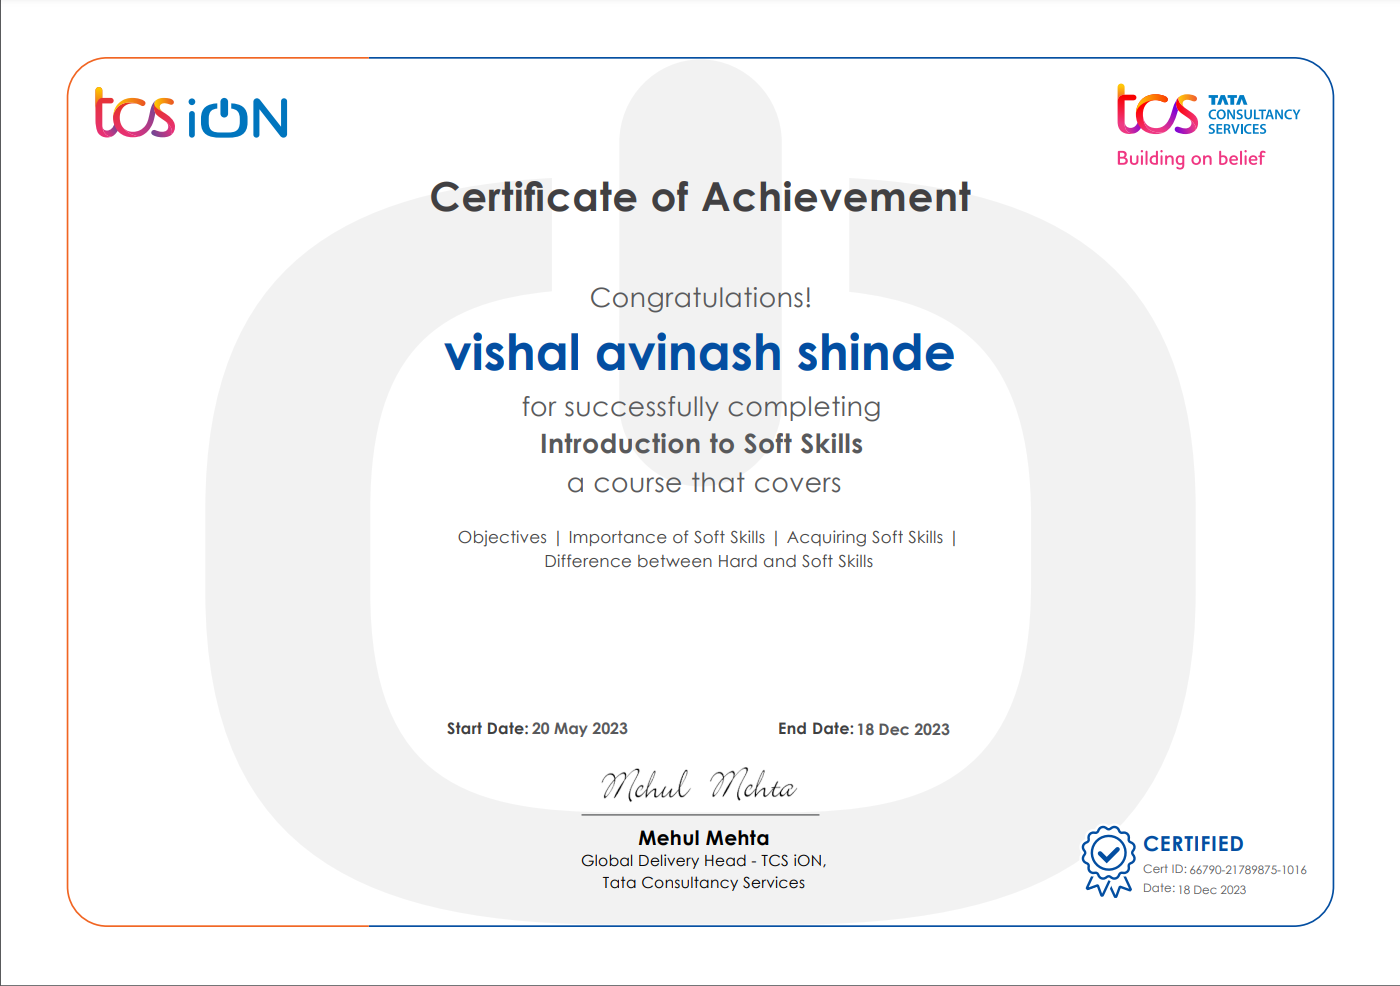 tcs iON
tcs TATA
CONSULTANCY
SERVICES
Building on belief
Certificate of Achievement
Congratulations!
vishal avinash shinde
for successfully completing
Introduction to Soft Skills
a course that covers
Objectives | Importance of Soft Skills | Acquiring Soft Skills |
Difference between Hard and Soft Skills
Start Date: 20 May 2023
End Date: 18 Dec 2023
Mehul Mehta
Mehul Mehta
Global Delivery Head - TCS iON,
Tata Consultancy Services
CERTIFIED
Cert ID: 66790-21789875-1016
Date: 18 Dec 2023